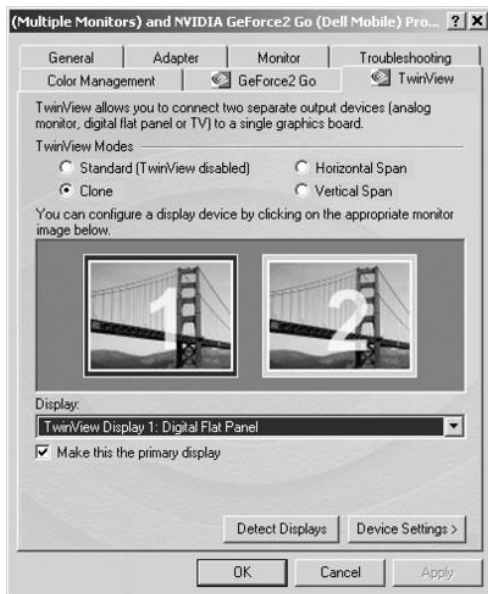 (Multiple Monitors) and NVIDIA GeForce2 Go (Dell Mobile) Pro...
General Adapter Monitor Troubleshooting
Color Management GeForce2 Go TwinView
TwinView allows you to connect two separate output devices (analog
monitor, digital flat panel or TV) to a single graphics board.
TwinView Modes
Standard (TwinView disabled) Horizontal Span
Clone Vertical Span
You can configure a display device by clicking on the appropriate monitor
image below.
1 2
Display:
TwinView Display 1: Digital Flat Panel
Make this the primary display
Detect Displays Device Settings >
OK Cancel Apply